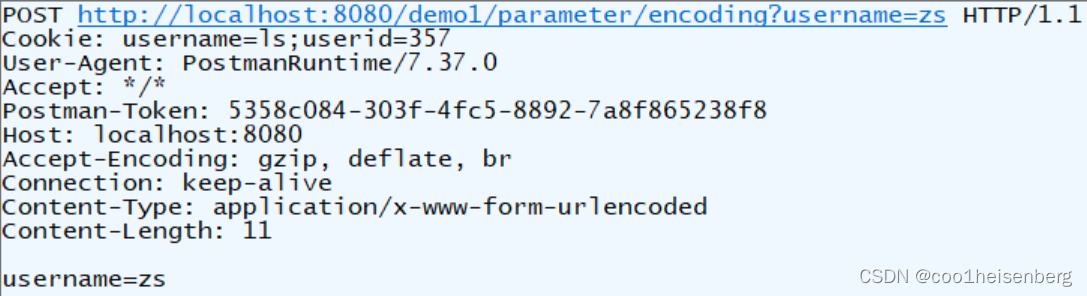 POST http://localhost:8080/demo1/parameter/encoding?username=zs HTTP/1.1
Cookie: username=ls;userid=357
User-Agent: PostmanRuntime/7.37.0
Accept: */*
Postman-Token: 5358c084-303f-4fc5-8892-7a8f865238f8
Host: localhost:8080
Accept-Encoding: gzip, deflate, br
Connection: keep-alive
Content-Type: application/x-www-form-urlencoded
Content-Length: 11

username=zs
CSDN @coo1heisenberg